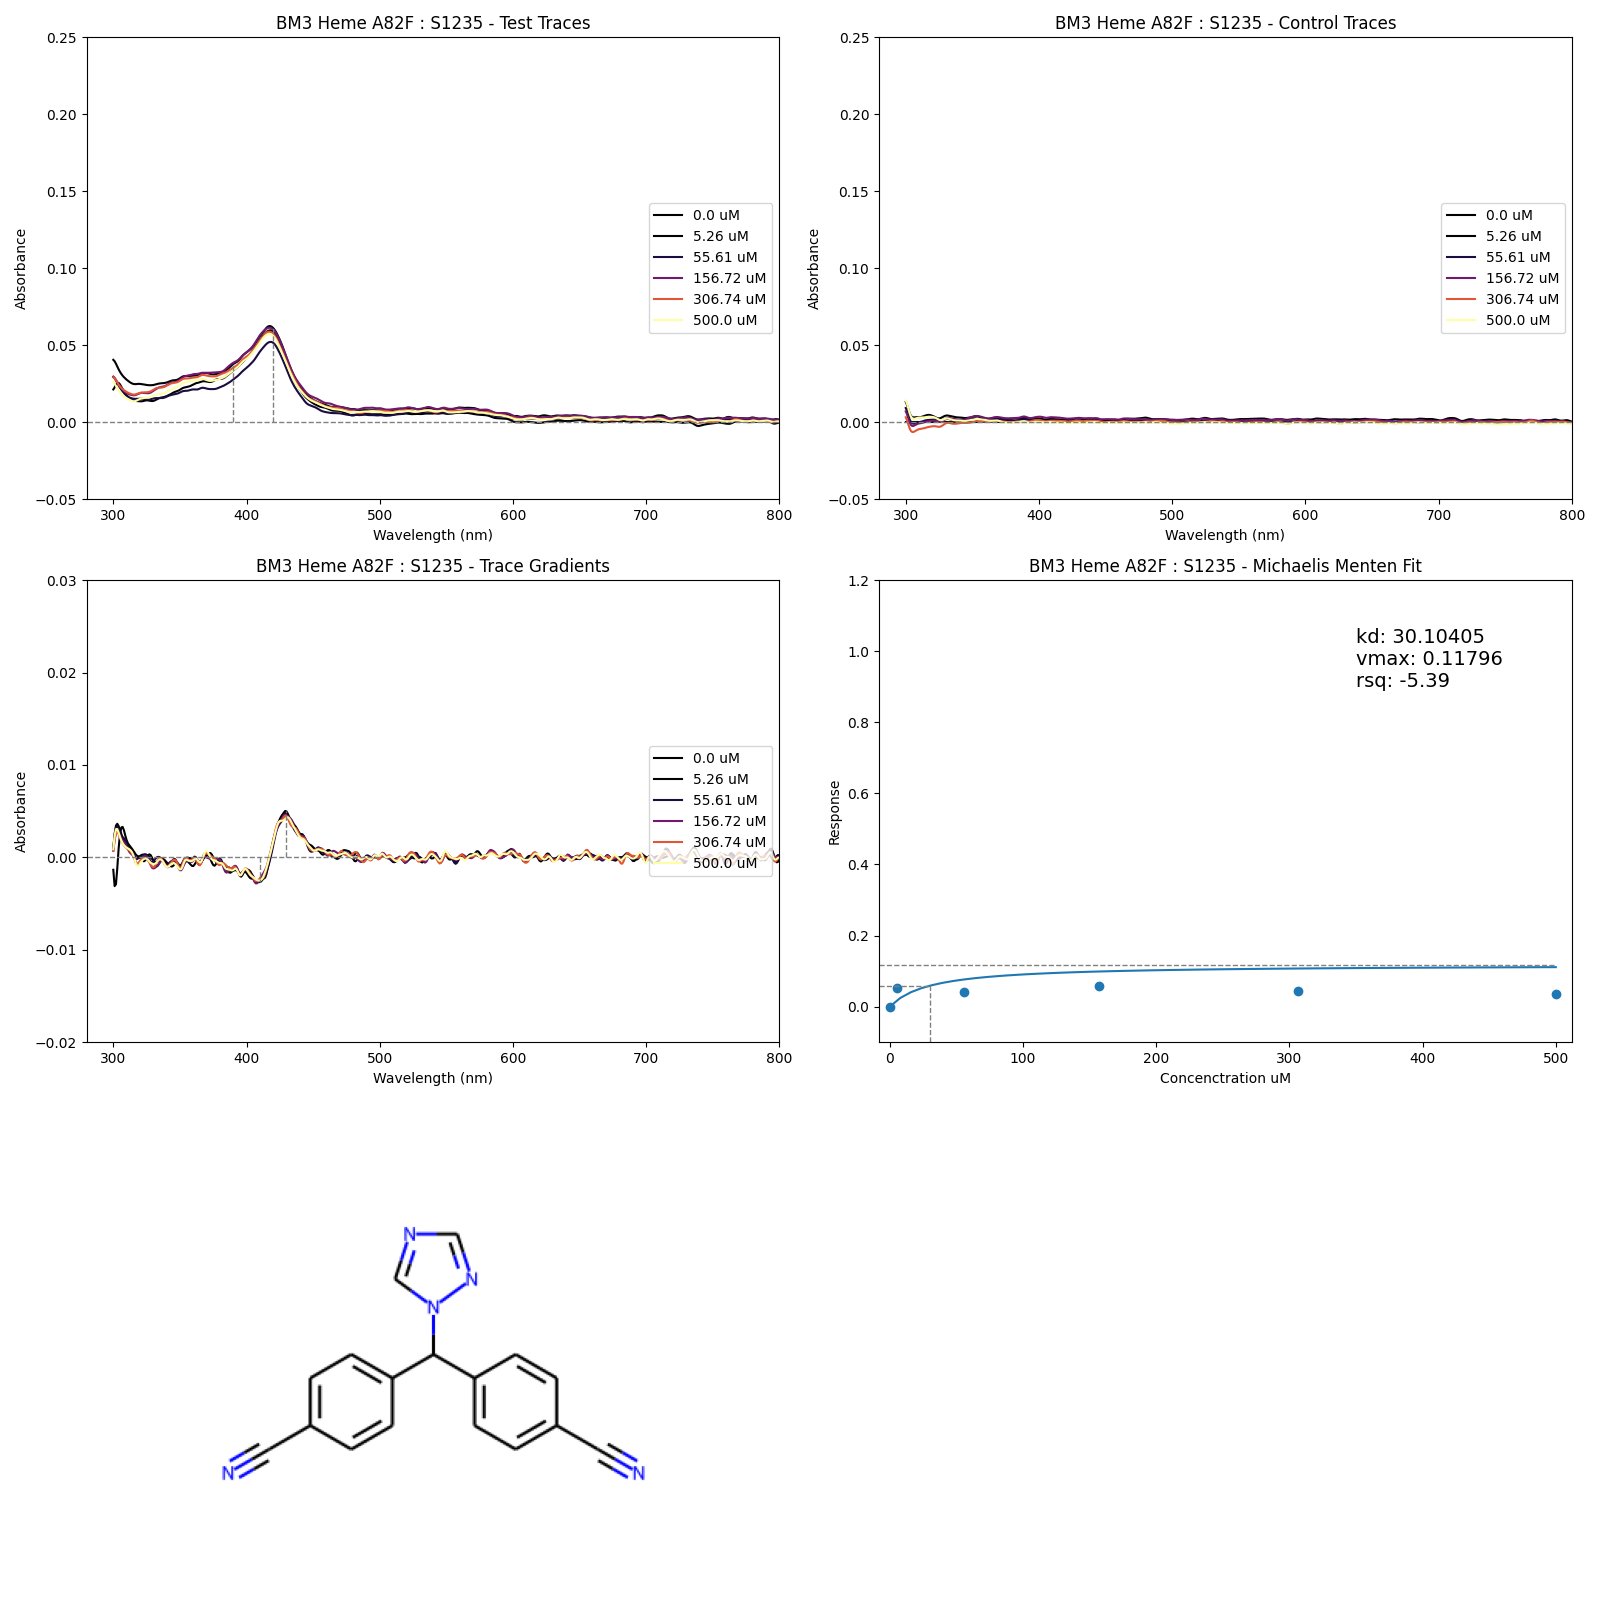 BM3 Heme A82F : S1235 - Test Traces
0.25
0.20
0.15
0.10
0.05
0.00
−0.05
Absorbance
300 400 500 600 700 800
Wavelength (nm)
0.0 uM
5.26 uM
55.61 uM
156.72 uM
306.74 uM
500.0 uM
BM3 Heme A82F : S1235 - Control Traces
0.25
0.20
0.15
0.10
0.05
0.00
−0.05
Absorbance
300 400 500 600 700 800
Wavelength (nm)
0.0 uM
5.26 uM
55.61 uM
156.72 uM
306.74 uM
500.0 uM
BM3 Heme A82F : S1235 - Trace Gradients
0.03
0.02
0.01
0.00
−0.01
−0.02
Absorbance
300 400 500 600 700 800
Wavelength (nm)
0.0 uM
5.26 uM
55.61 uM
156.72 uM
306.74 uM
500.0 uM
BM3 Heme A82F : S1235 - Michaelis Menten Fit
1.2
1.0
0.8
0.6
0.4
0.2
0.0
Response
0 100 200 300 400 500
Concenctration uM
kd: 30.10405
vmax: 0.11796
rsq: -5.39
N
N
N
N
N